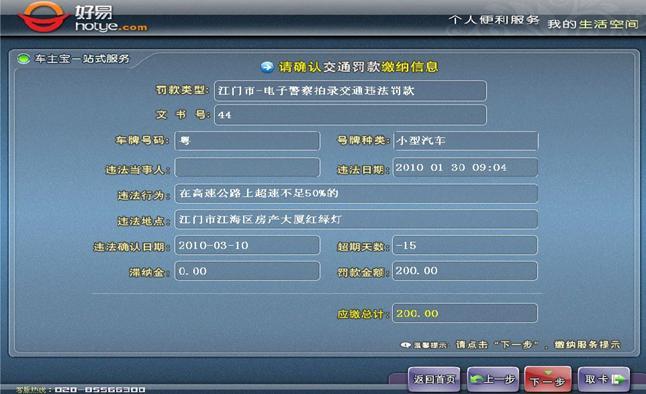 好易
hotye.com
个人便利服务 我的生活空间
车主宝一站式服务
请确认交通罚款缴纳信息
罚款类型: 江门市-电子警察拍录交通违法罚款
文 书 号: 44
车牌号码: 粤 号牌种类: 小型汽车
违法当事人: 违法日期: 2010 01 30 09:04
违法行为: 在高速公路上超速不足50%的
违法地点: 江门市江海区房产大厦红绿灯
违法确认日期: 2010-03-10 超期天数: -15
滞纳金: 0.00 罚款金额: 200.00
应缴总计: 200.00
温馨提示: 请点击“下一步”，缴纳服务提示
返回首页 上一步 下一步 取卡
客服热线: 020-85566300